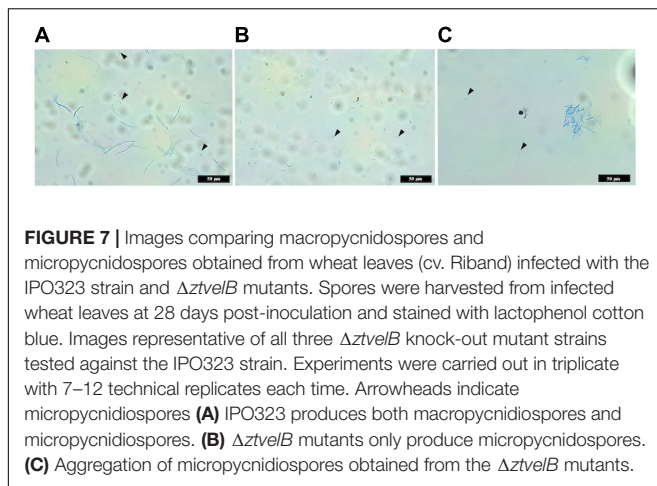 A B C
50 µm 50 µm 50 µm
FIGURE 7 | Images comparing macropycnidospores and
micropycnidospores obtained from wheat leaves (cv. Riband) infected with the
IPO323 strain and ΔztvelB mutants. Spores were harvested from infected
wheat leaves at 28 days post-inoculation and stained with lactophenol cotton
blue. Images representative of all three ΔztvelB knock-out mutant strains
tested against the IPO323 strain. Experiments were carried out in triplicate
with 7–12 technical replicates each time. Arrowheads indicate
micropycnidiospores (A) IPO323 produces both macropycnidiospores and
micropycnidiospores. (B) ΔztvelB mutants only produce micropycnidospores.
(C) Aggregation of micropycnidiospores obtained from the ΔztvelB mutants.